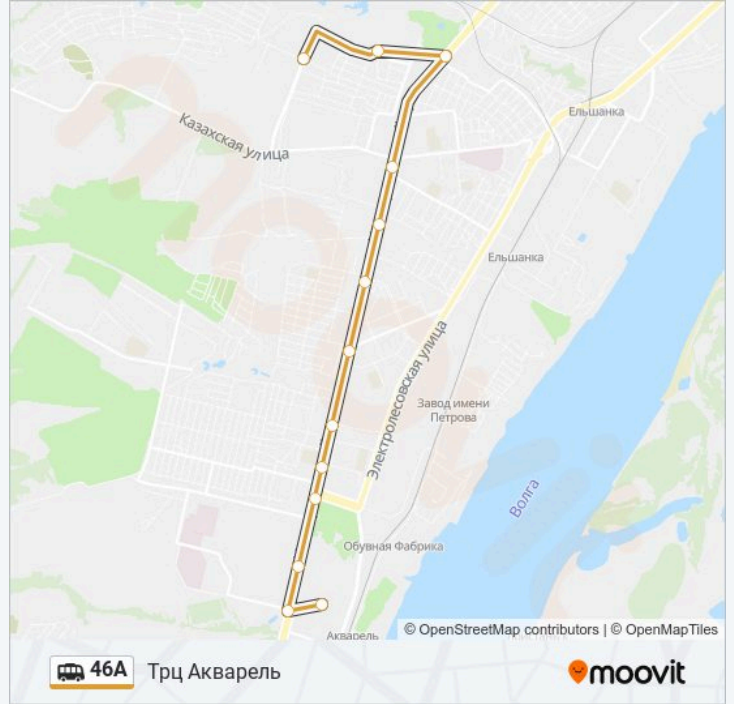 Ельшанка
Казахская улица
Ельшанка
Электролесовская улица
Завод имени
Петрова
Волга
Обувная Фабрика
© OpenStreetMap contributors | © OpenMapTiles
Акварель
46А Трц Акварель
moovit